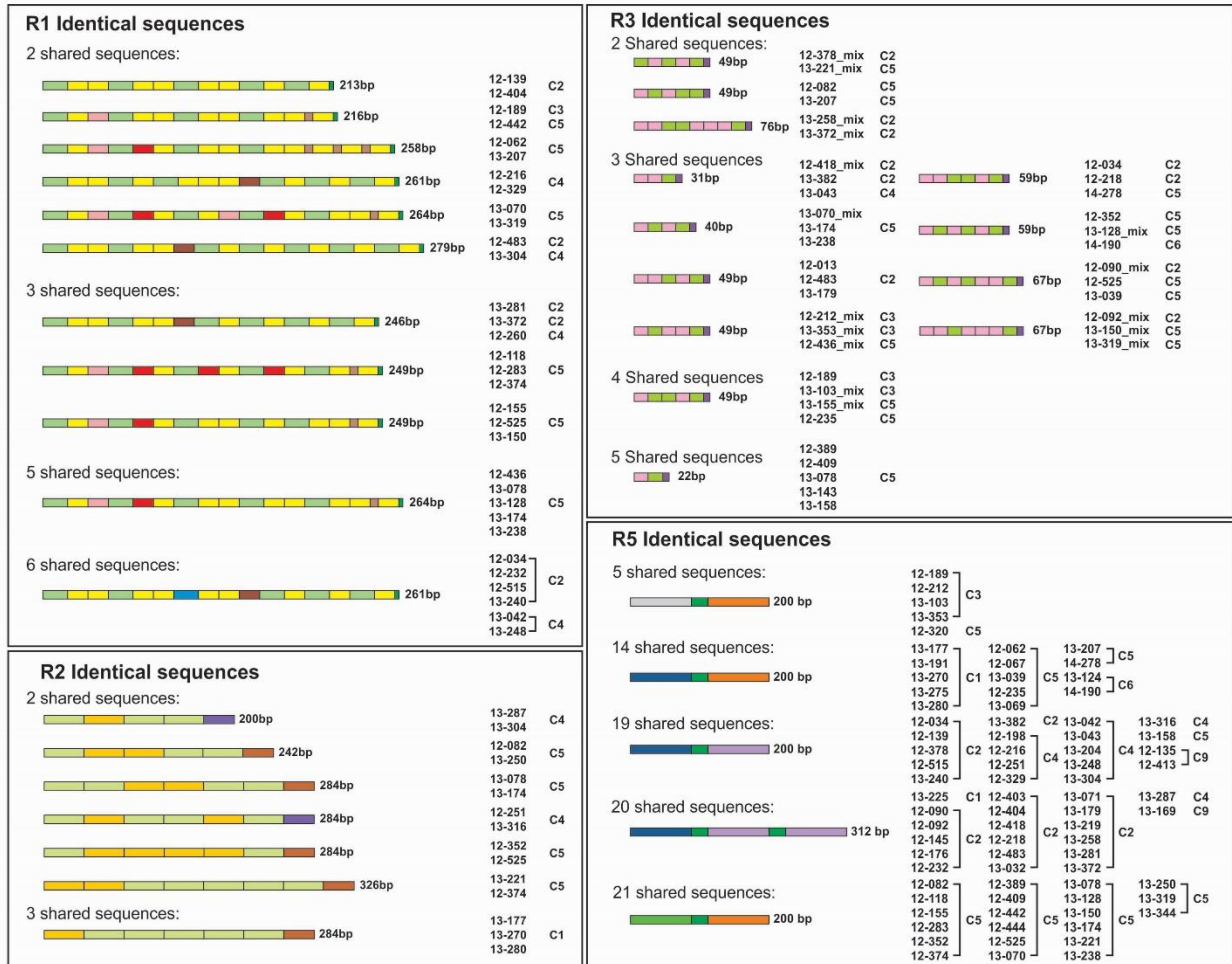 R1 Identical sequences
2 shared sequences:
213bp
12-139
12-404
C2
216bp
12-189 C3
12-442 C5
258bp
12-062
13-207
C5
261bp
12-216
12-329
C4
264bp
13-070
13-319
C5
279bp
12-483 C2
13-304 C4
3 shared sequences:
246bp
13-281 C2
13-372 C2
12-260 C4
249bp
12-118
12-283 C5
12-374
249bp
12-155
12-525 C5
13-150
5 shared sequences:
264bp
12-436
13-078
13-128 C5
13-174
13-238
6 shared sequences:
261bp
12-034
12-232
12-515
13-240
C2
13-042
13-248
C4
R2 Identical sequences
2 shared sequences:
200bp
13-287
13-304
C4
242bp
12-082
13-250
C5
284bp
13-078
13-174
C5
284bp
12-251
13-316
C4
284bp
12-352
12-525
C5
326bp
13-221
12-374
C5
3 shared sequences:
284bp
13-177
13-270 C1
13-280
R3 Identical sequences
2 Shared sequences:
49bp
12-378_mix C2
13-221_mix C5
49bp
12-082 C5
13-207 C5
76bp
13-258_mix C2
13-372_mix C2
3 Shared sequences
31bp
12-418_mix C2
13-382 C2
13-043 C4
40bp
13-070_mix
13-174 C5
13-238
49bp
12-013
12-483 C2
13-179
49bp
12-212_mix C3
13-353_mix C3
12-436_mix C5
59bp
12-034 C2
12-218 C2
14-278 C5
59bp
12-352 C5
13-128_mix C5
14-190 C6
67bp
12-090_mix C2
12-525 C5
13-039 C5
67bp
12-092_mix C2
13-150_mix C5
13-319_mix C5
4 Shared sequences
49bp
12-189 C3
13-103_mix C3
13-155_mix C5
12-235 C5
5 Shared sequences
22bp
12-389
12-409
13-078 C5
13-143
13-158
R5 Identical sequences
5 shared sequences:
200 bp
12-189
12-212
13-103
13-353
C3
12-320 C5
14 shared sequences:
200 bp
13-177
13-191
13-270
13-275
13-280
C1
12-062
12-067
13-039
12-235
13-069
C5
13-207
14-278
C5
13-124
14-190
C6
19 shared sequences:
200 bp
12-034
12-139
12-378
12-515
13-240
C2
13-382 C2
12-198
12-216
12-251
12-329
C4
13-042
13-043
13-204
13-248
13-304
C4
13-316 C4
13-158 C5
12-135
12-413
C9
20 shared sequences:
312 bp
13-225 C1
12-090
12-092
12-145
12-176
12-232
C2
12-403
12-404
12-418
12-218
12-483
13-032
C2
13-071
13-179
13-219
13-258
13-281
13-372
C2
13-287 C4
13-169 C9
21 shared sequences:
200 bp
12-082
12-118
12-155
12-283
12-352
12-374
C5
12-389
12-409
12-442
12-444
12-525
13-070
C5
13-078
13-128
13-150
13-174
13-221
13-238
C5
13-250
13-319
13-344
C5